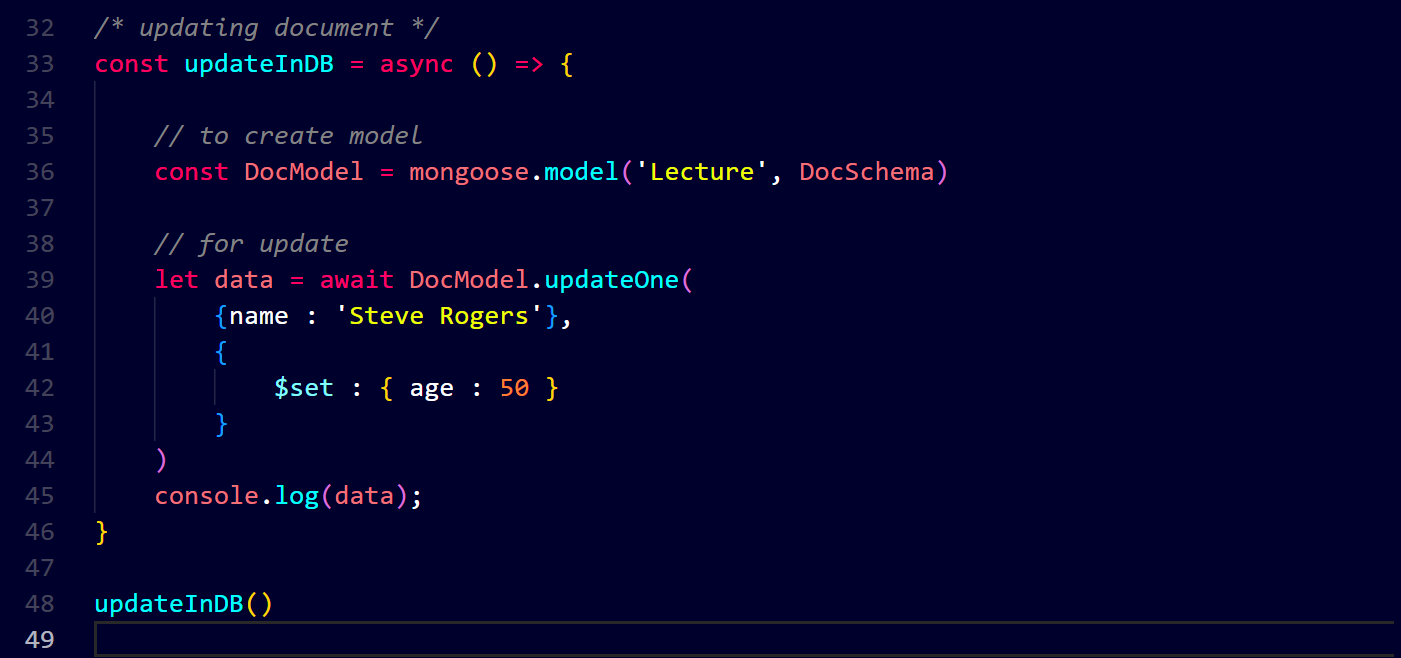 32 /* updating document */
33 const updateInDB = async () => {
34
35     // to create model
36     const DocModel = mongoose.model('Lecture', DocSchema)
37
38     // for update
39     let data = await DocModel.updateOne(
40         {name : 'Steve Rogers'},
41         {
42             $set : { age : 50 }
43         }
44     )
45     console.log(data);
46 }
47
48 updateInDB()
49